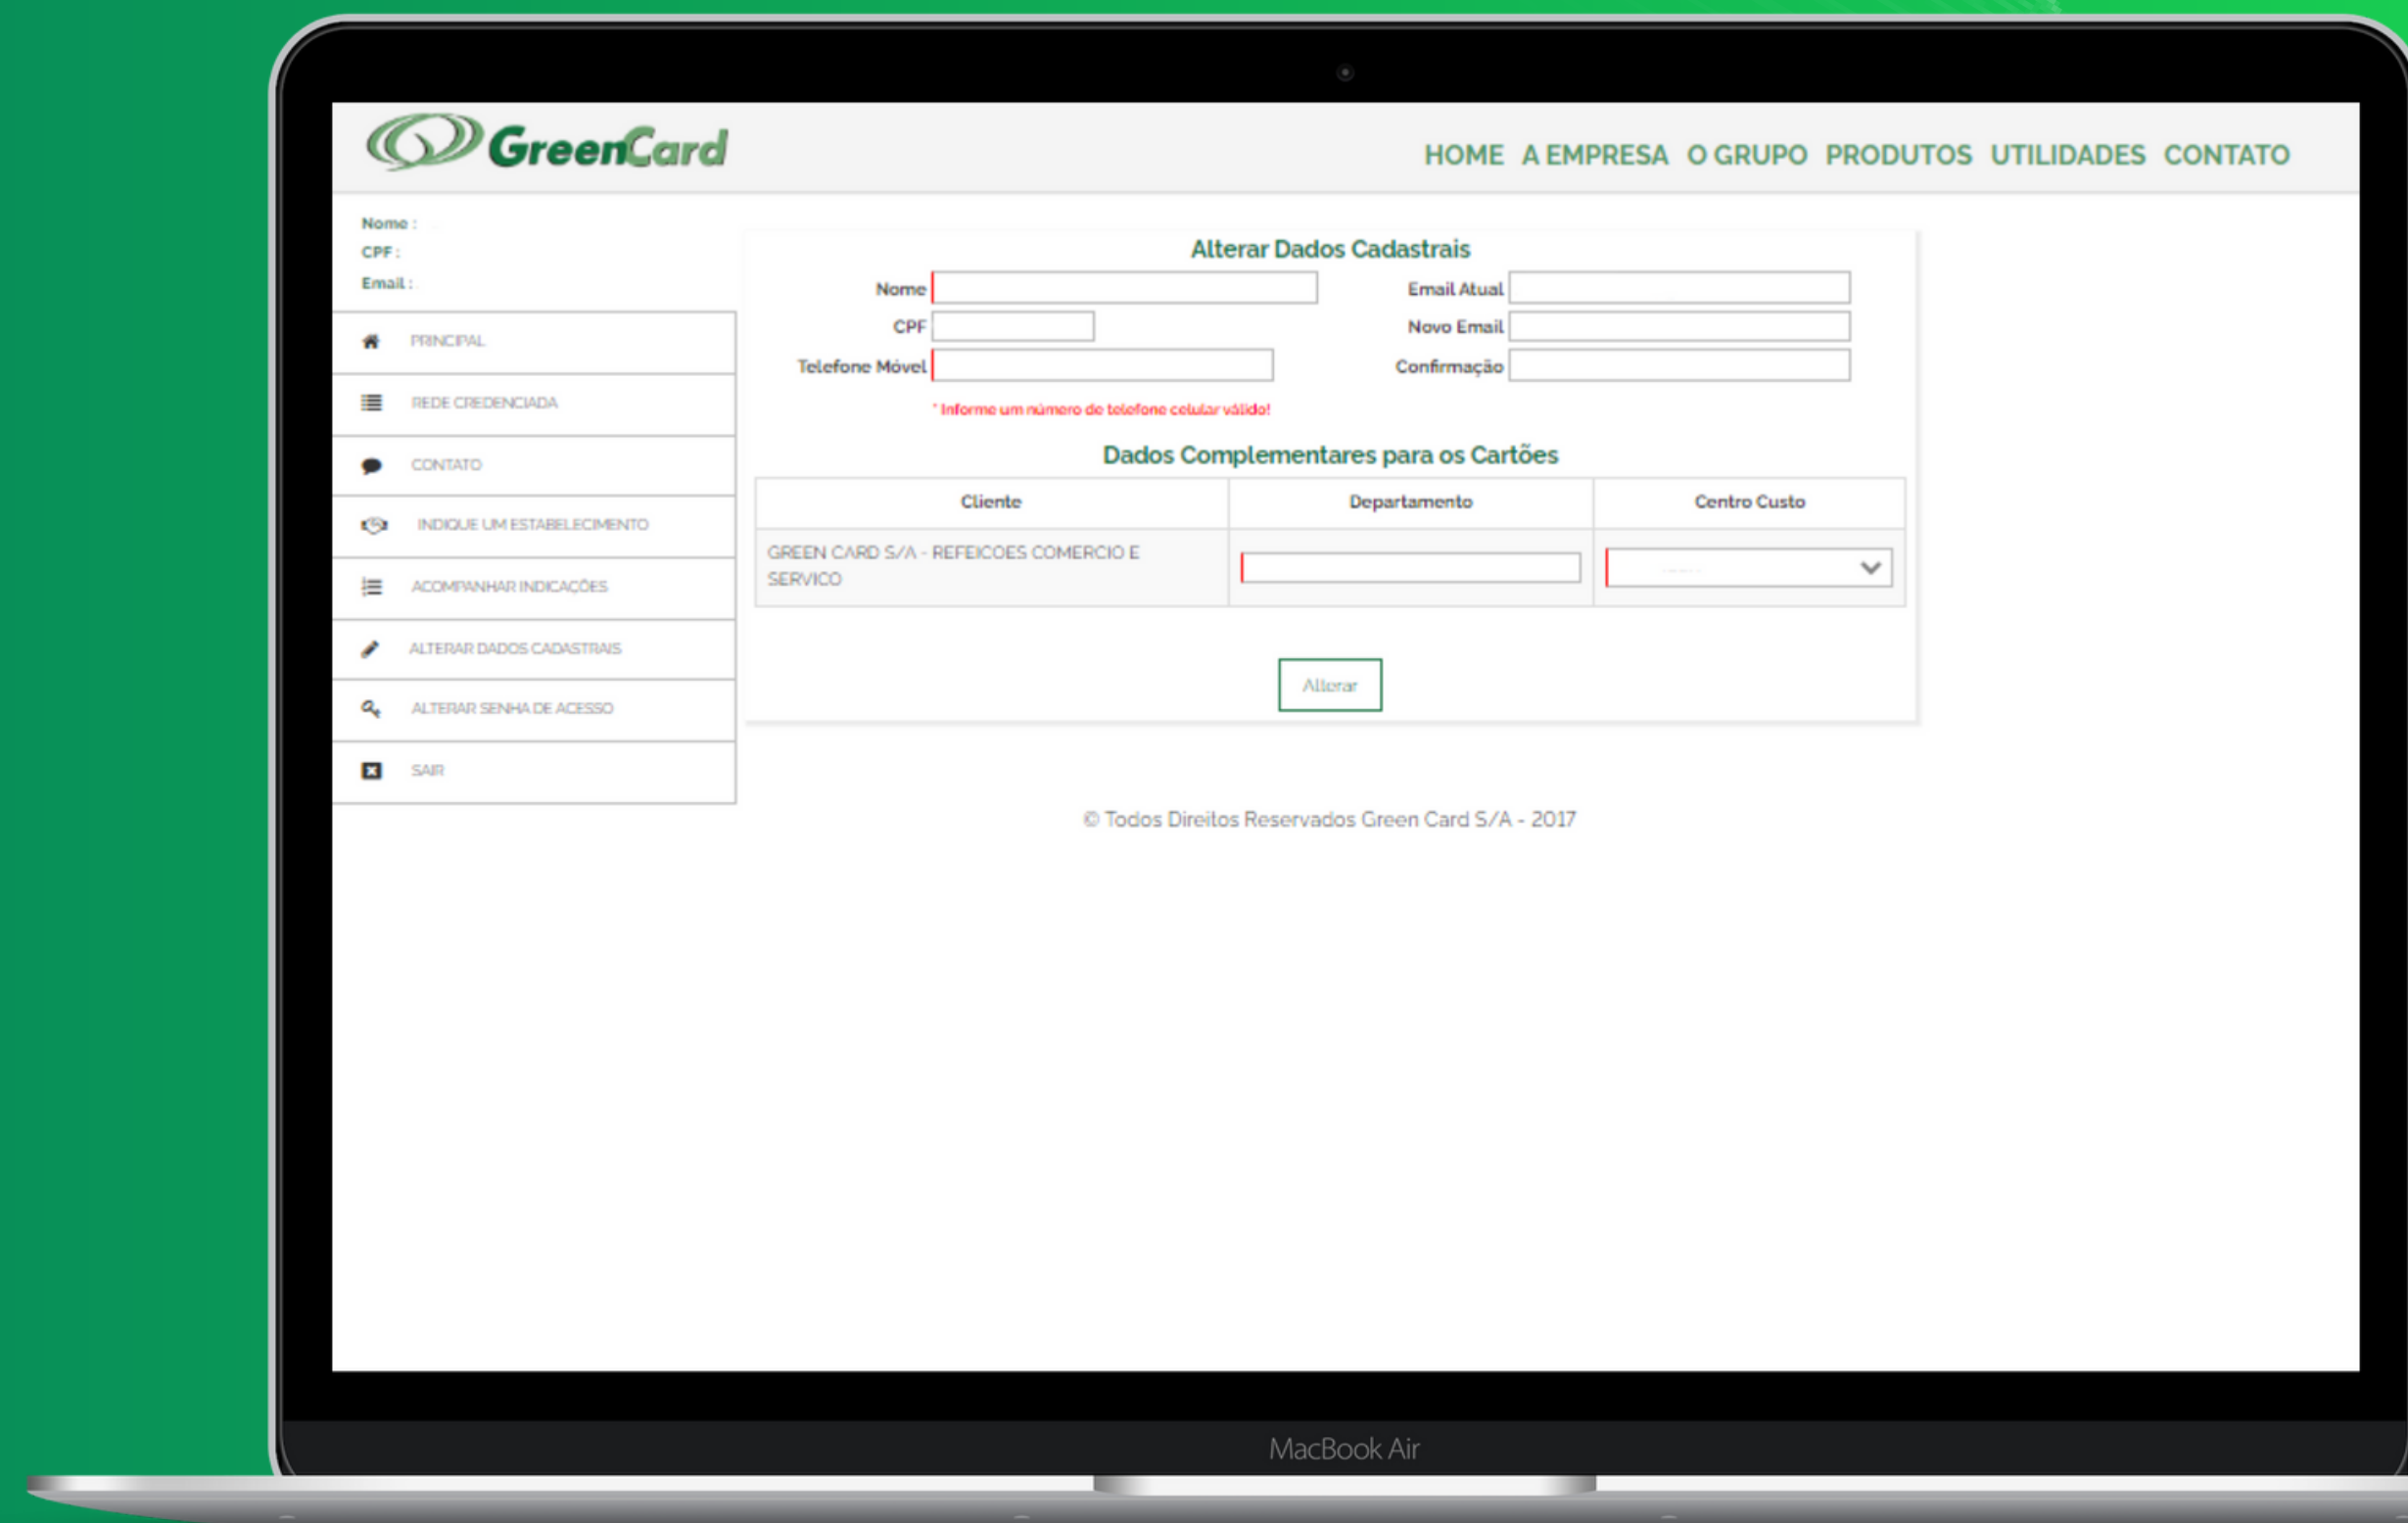 GreenCard
HOME A EMPRESA O GRUPO PRODUTOS UTILIDADES CONTATO
Nome :
CPF :
Email :
PRINCIPAL
REDE CREDENCIADA
CONTATO
INDIQUE UM ESTABELECIMENTO
ACOMPANHAR INDICAÇÕES
ALTERAR DADOS CADASTRAIS
ALTERAR SENHA DE ACESSO
SAIR
Alterar Dados Cadastrais
Nome Email Atual
CPF Novo Email
Telefone Móvel Confirmação
* Informe um número de telefone celular válido!
Dados Complementares para os Cartões
Cliente Departamento Centro Custo
GREEN CARD S/A - REFEICOES COMERCIO E
SERVICO
Alterar
© Todos Direitos Reservados Green Card S/A - 2017
MacBook Air